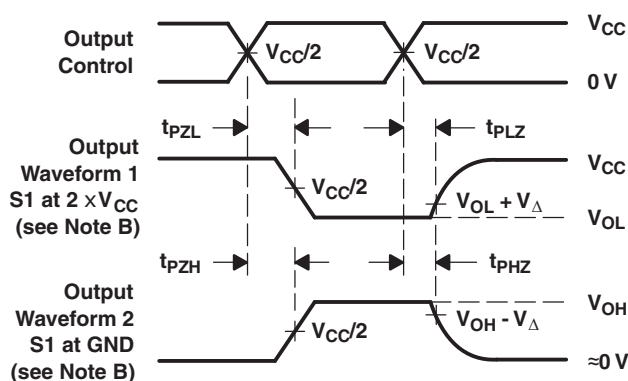 Output
Control
V_CC/2
V_CC/2
V_CC
0 V
t_PZL
t_PLZ
Output
Waveform 1
S1 at 2 ×V_CC
(see Note B)
V_CC/2
V_OL + V_Δ
V_CC
V_OL
t_PZH
t_PHZ
Output
Waveform 2
S1 at GND
(see Note B)
V_CC/2
V_OH - V_Δ
V_OH
≈0 V